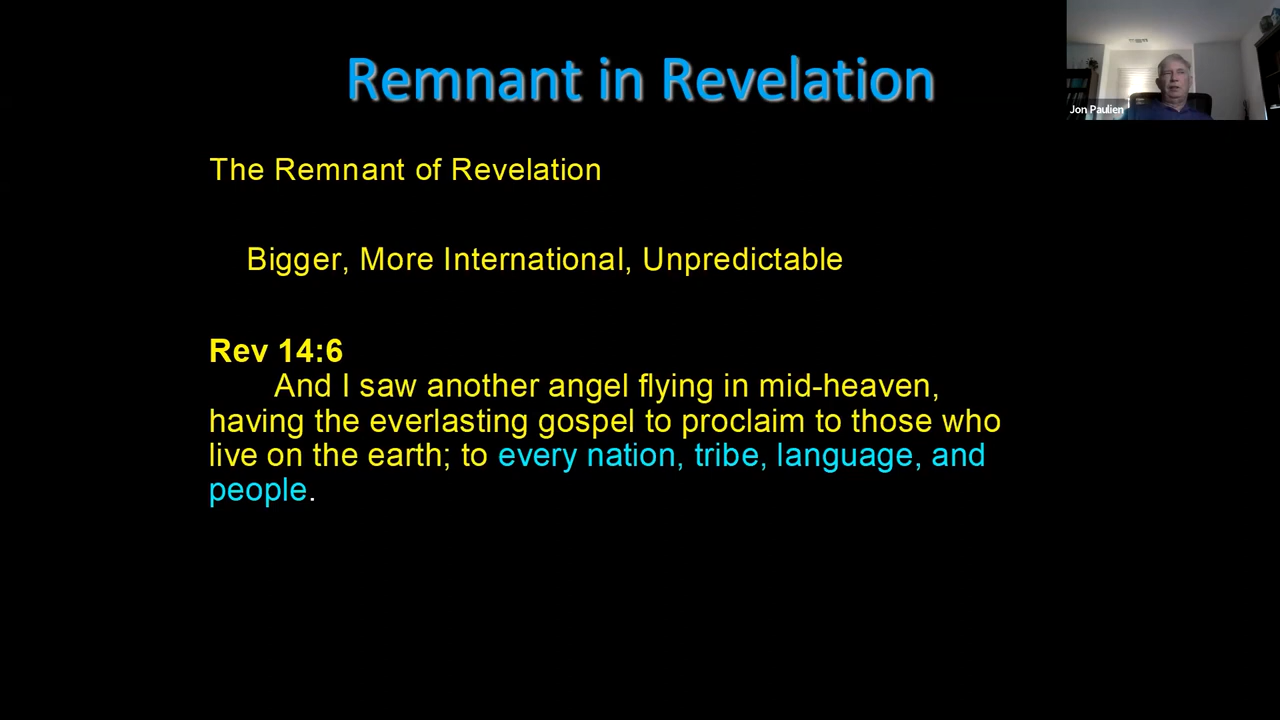 Remnant in Revelation
Jon Paulien
The Remnant of Revelation
Bigger, More International, Unpredictable
Rev 14:6
And I saw another angel flying in mid-heaven,
having the everlasting gospel to proclaim to those who
live on the earth; to every nation, tribe, language, and
people.